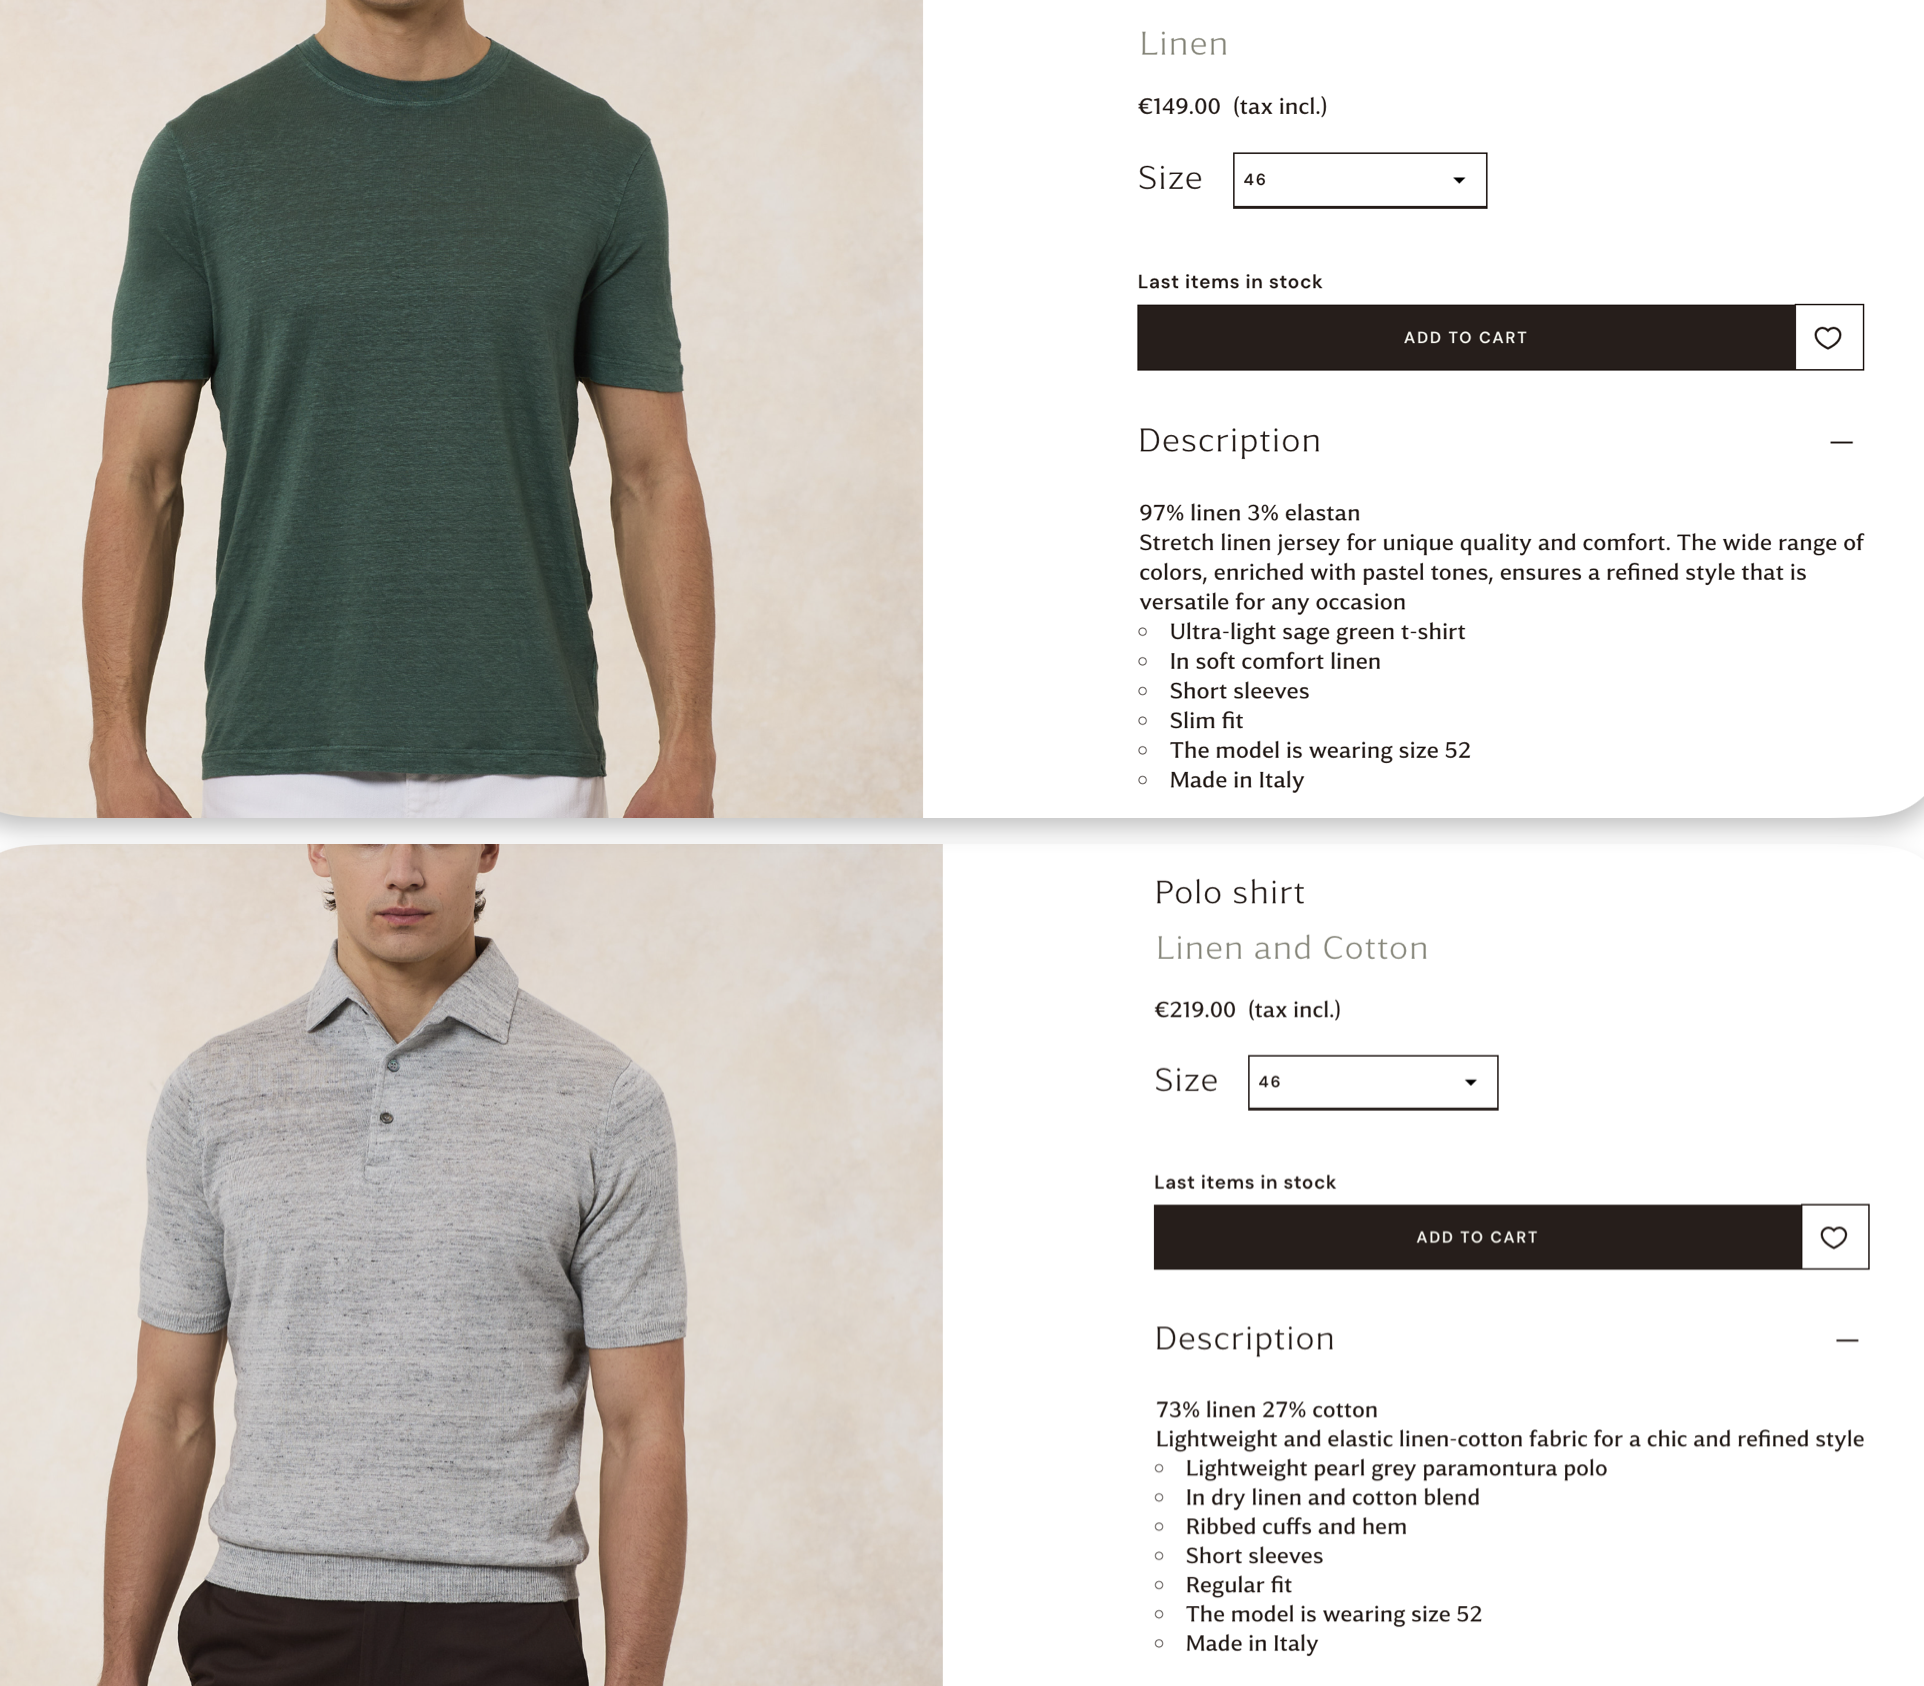 Linen
€149.00 (tax incl.)
Size 46
Last items in stock
ADD TO CART
Description
97% linen 3% elastan
Stretch linen jersey for unique quality and comfort. The wide range of
colors, enriched with pastel tones, ensures a refined style that is
versatile for any occasion
Ultra-light sage green t-shirt
In soft comfort linen
Short sleeves
Slim fit
The model is wearing size 52
Made in Italy
Polo shirt
Linen and Cotton
€219.00 (tax incl.)
Size 46
Last items in stock
ADD TO CART
Description
73% linen 27% cotton
Lightweight and elastic linen-cotton fabric for a chic and refined style
Lightweight pearl grey paramontura polo
In dry linen and cotton blend
Ribbed cuffs and hem
Short sleeves
Regular fit
The model is wearing size 52
Made in Italy